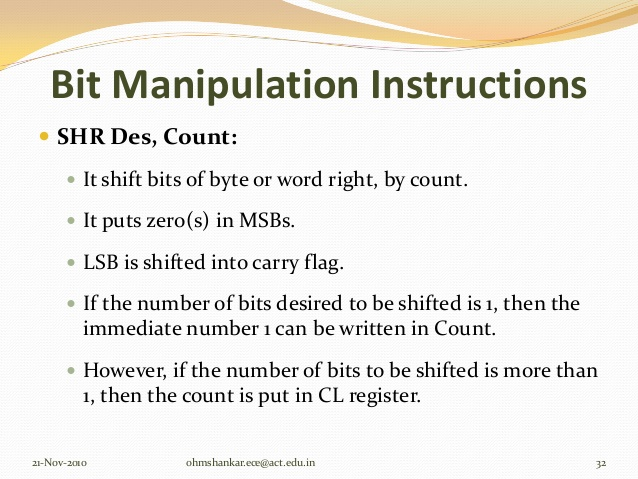 Bit Manipulation Instructions
• SHR Des, Count:
• It shift bits of byte or word right, by count.
• It puts zero(s) in MSBs.
• LSB is shifted into carry flag.
• If the number of bits desired to be shifted is 1, then the
immediate number 1 can be written in Count.
• However, if the number of bits to be shifted is more than
1, then the count is put in CL register.
21-Nov-2010 ohmshankar.ece@act.edu.in 32